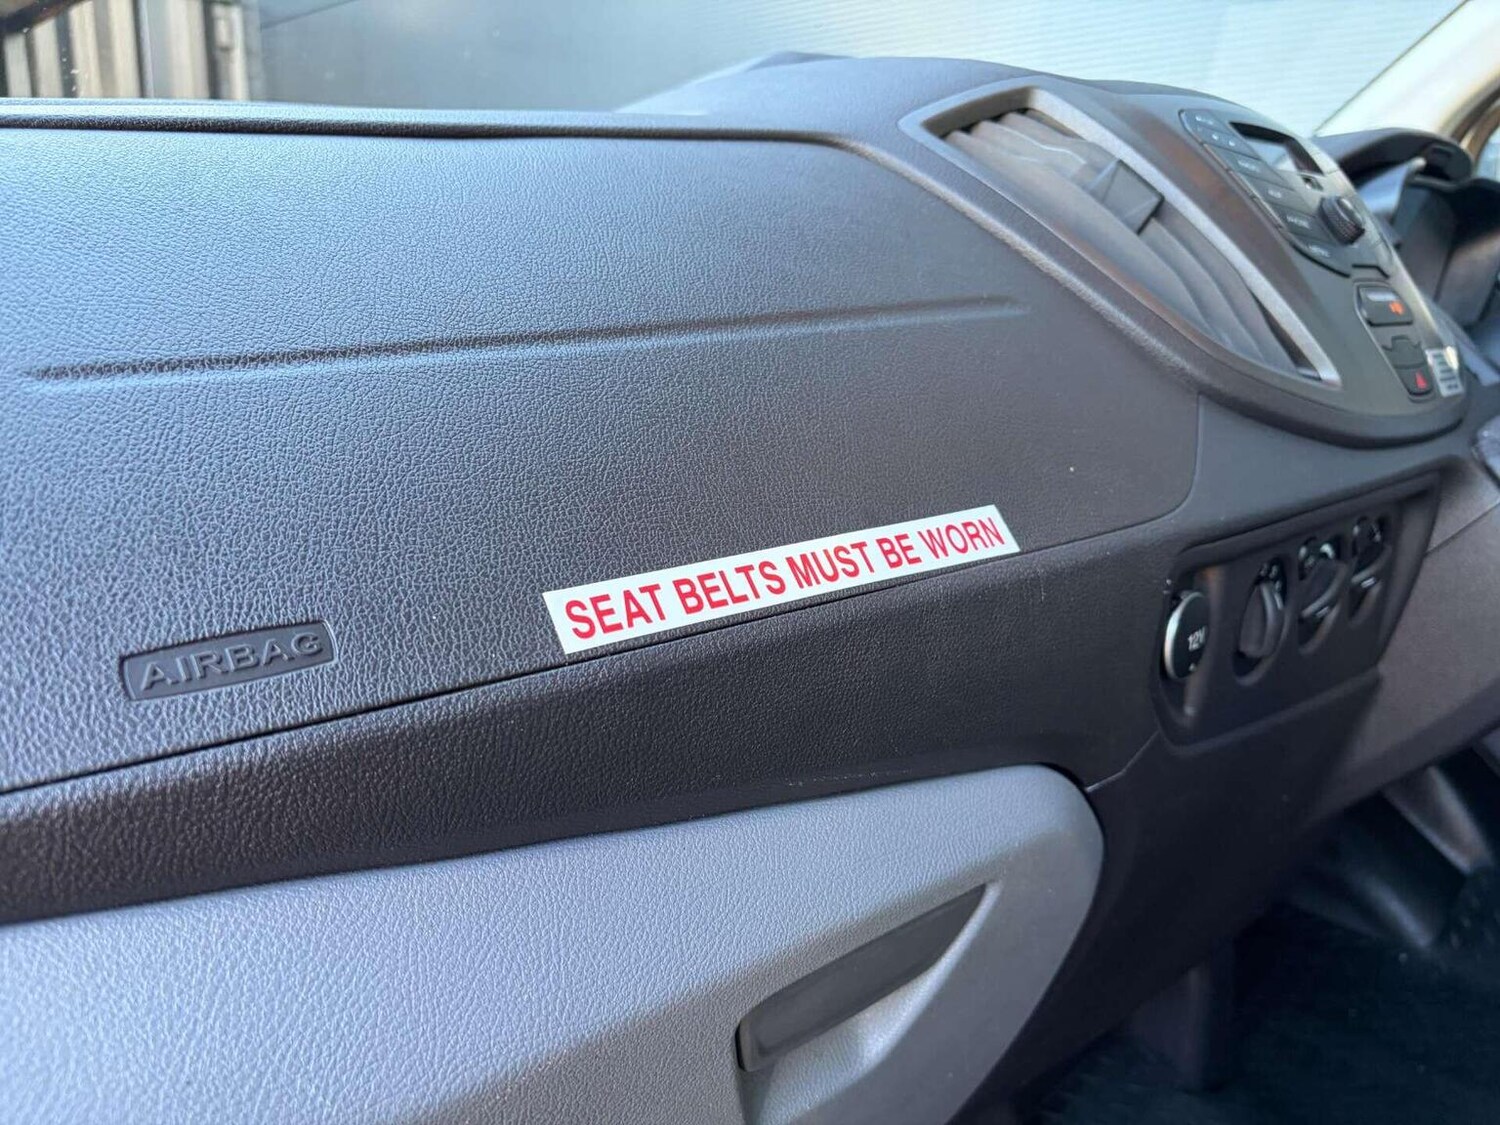 SEAT BELTS MUST BE WORN
AIRBAG
12V